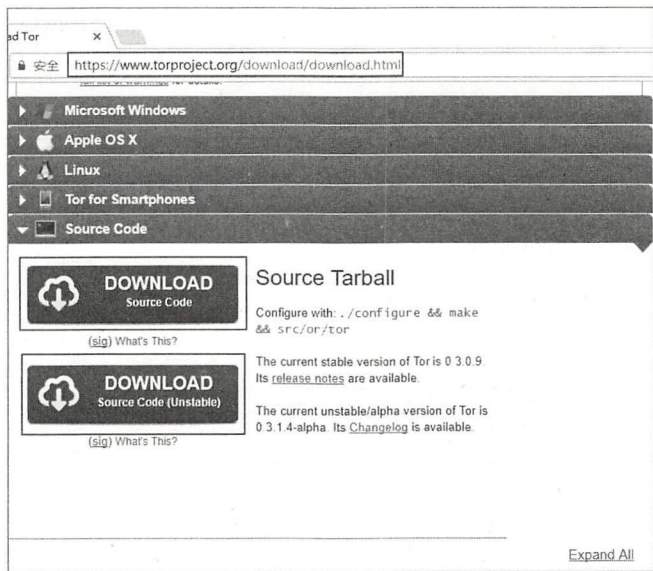 ad Tor ×
安全 https://www.torproject.org/download/download.html
Microsoft Windows
Apple OS X
Linux
Tor for Smartphones
Source Code
DOWNLOAD
Source Code
(sig) What's This?
Source Tarball
Configure with: ./configure && make
&& src/or/tor
DOWNLOAD
Source Code (Unstable)
(sig) What's This?
The current stable version of Tor is 0 3.0.9.
Its release notes are available.
The current unstable/alpha version of Tor is
0 3.1.4-alpha. Its Changelog is available.
Expand All